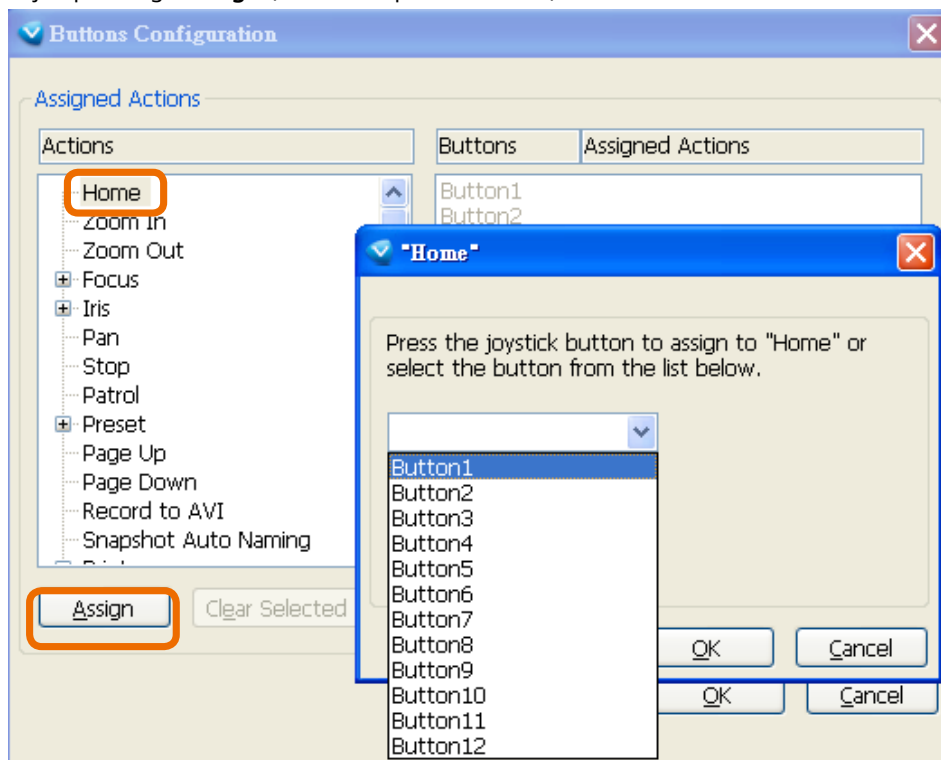 Buttons Configuration
Assigned Actions
Actions
Buttons
Assigned Actions
Home
Zoom In
Zoom Out
Focus
Iris
Pan
Stop
Patrol
Preset
Page Up
Page Down
Record to AVI
Snapshot Auto Naming
Button1
Button2
Assign
Clear Selected
"Home"
Press the joystick button to assign to "Home" or
select the button from the list below.
Button1
Button2
Button3
Button4
Button5
Button6
Button7
Button8
Button9
Button10
Button11
Button12
OK
Cancel
OK
Cancel